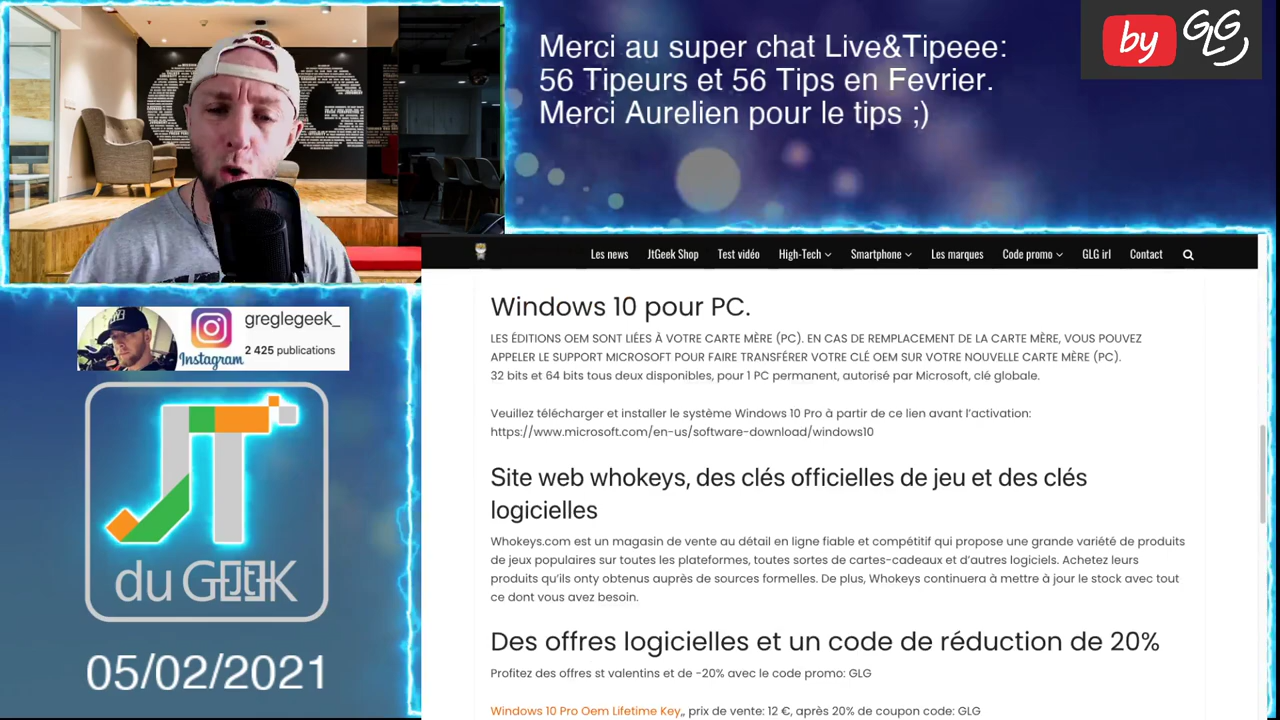 Merci au super chat Live&Tipeee:
56 Tipeurs et 56 Tips en Fevrier.
Merci Aurelien pour le tips ;)
by GLG
greglegeek_
Instagram
2 425 publications
JT
du GEEK
05/02/2021
Les news JtGeek Shop Test vidéo High-Tech Smartphone Les marques Code promo GLG irl Contact
Windows 10 pour PC.
LES ÉDITIONS OEM SONT LIÉES À VOTRE CARTE MÈRE (PC). EN CAS DE REMPLACEMENT DE LA CARTE MÈRE, VOUS POUVEZ
APPELER LE SUPPORT MICROSOFT POUR FAIRE TRANSFÉRER VOTRE CLÉ OEM SUR VOTRE NOUVELLE CARTE MÈRE (PC).
32 bits et 64 bits tous deux disponibles, pour 1 PC permanent, autorisé par Microsoft, clé globale.
Veuillez télécharger et installer le système Windows 10 Pro à partir de ce lien avant l’activation:
https://www.microsoft.com/en-us/software-download/windows10
Site web whokeys, des clés officielles de jeu et des clés
logicielles
Whokeys.com est un magasin de vente au détail en ligne fiable et compétitif qui propose une grande variété de produits
de jeux populaires sur toutes les plateformes, toutes sortes de cartes-cadeaux et d’autres logiciels. Achetez leurs
produits qu’ils onty obtenus auprès de sources formelles. De plus, Whokeys continuera à mettre à jour le stock avec tout
ce dont vous avez besoin.
Des offres logicielles et un code de réduction de 20%
Profitez des offres st valentins et de -20% avec le code promo: GLG
Windows 10 Pro Oem Lifetime Key,, prix de vente: 12 €, après 20% de coupon code: GLG